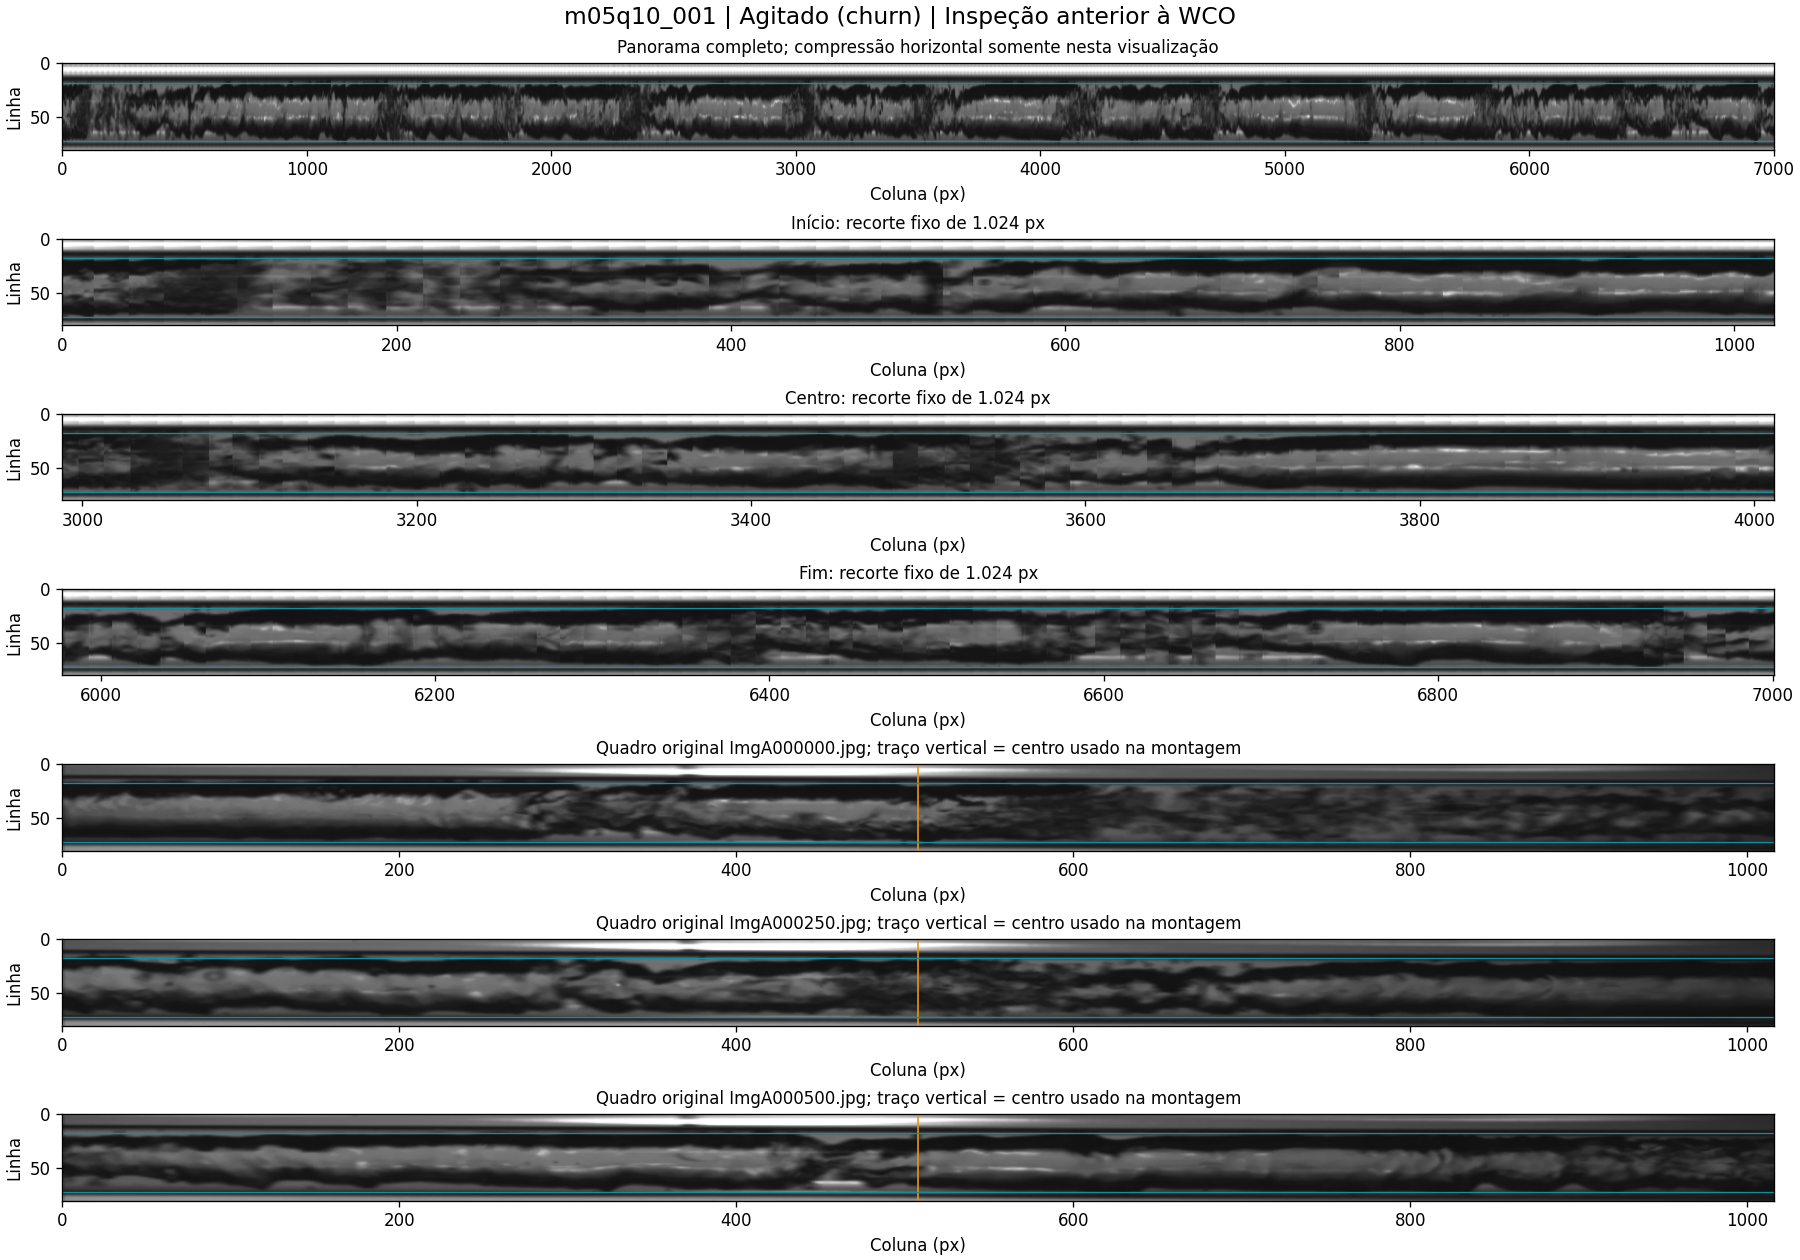 m05q10_001 | Agitado (churn) | Inspeção anterior à WCO
Panorama completo; compressão horizontal somente nesta visualização
0
50
Linha
0 1000 2000 3000 4000 5000 6000 7000
Coluna (px)
Início: recorte fixo de 1.024 px
0
50
Linha
0 200 400 600 800 1000
Coluna (px)
Centro: recorte fixo de 1.024 px
0
50
Linha
3000 3200 3400 3600 3800 4000
Coluna (px)
Fim: recorte fixo de 1.024 px
0
50
Linha
6000 6200 6400 6600 6800 7000
Coluna (px)
Quadro original ImgA000000.jpg; traço vertical = centro usado na montagem
0
50
Linha
0 200 400 600 800 1000
Coluna (px)
Quadro original ImgA000250.jpg; traço vertical = centro usado na montagem
0
50
Linha
0 200 400 600 800 1000
Coluna (px)
Quadro original ImgA000500.jpg; traço vertical = centro usado na montagem
0
50
Linha
0 200 400 600 800 1000
Coluna (px)